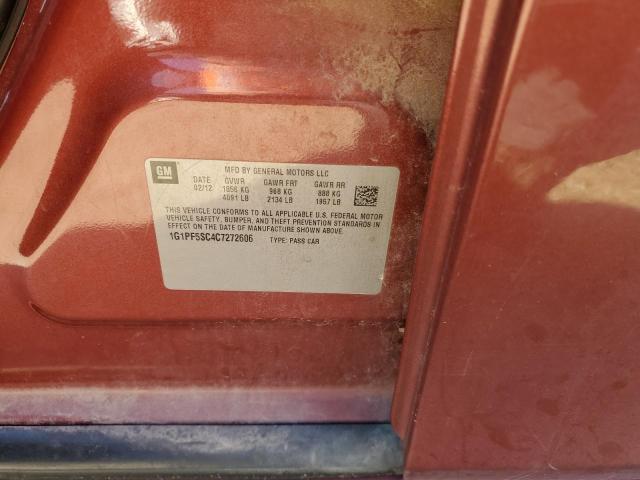 GM
MFD BY GENERAL MOTORS LLC
DATE GVWR GAWR FRT GAWR RR
02/12 1856 KG 968 KG 888 KG
4091 LB 2134 LB 1957 LB
THIS VEHICLE CONFORMS TO ALL APPLICABLE U.S. FEDERAL MOTOR
VEHICLE SAFETY, BUMPER, AND THEFT PREVENTION STANDARDS IN
EFFECT ON THE DATE OF MANUFACTURE SHOWN ABOVE.
1G1PF5SC4C7272606 TYPE: PASS CAR